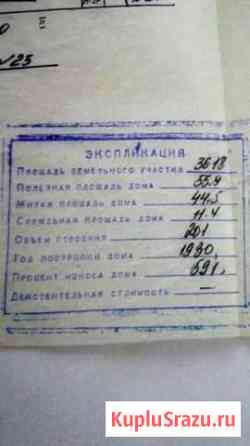 №25
ЭКСПЛИКАЦИЯ
ПЛОЩАДЬ ЗЕМЕЛЬНОГО УЧАСТКА 3618
ПОЛЕЗНАЯ ПЛОЩАДЬ ДОМА 55.9
ЖИЛАЯ ПЛОЩАДЬ ДОМА 44,5
СЛУЖЕБНАЯ ПЛОЩАДЬ ДОМА 11.4
ОБЪЕМ СТРОЕНИЯ 201
ГОД ПОСТРОЙКИ ДОМА 1930,
ПРОЦЕНТ ИЗНОСА ДОМА
ДЕЙСТВИТЕЛЬНАЯ СТОИМОСТЬ —
KupluSrazu.ru